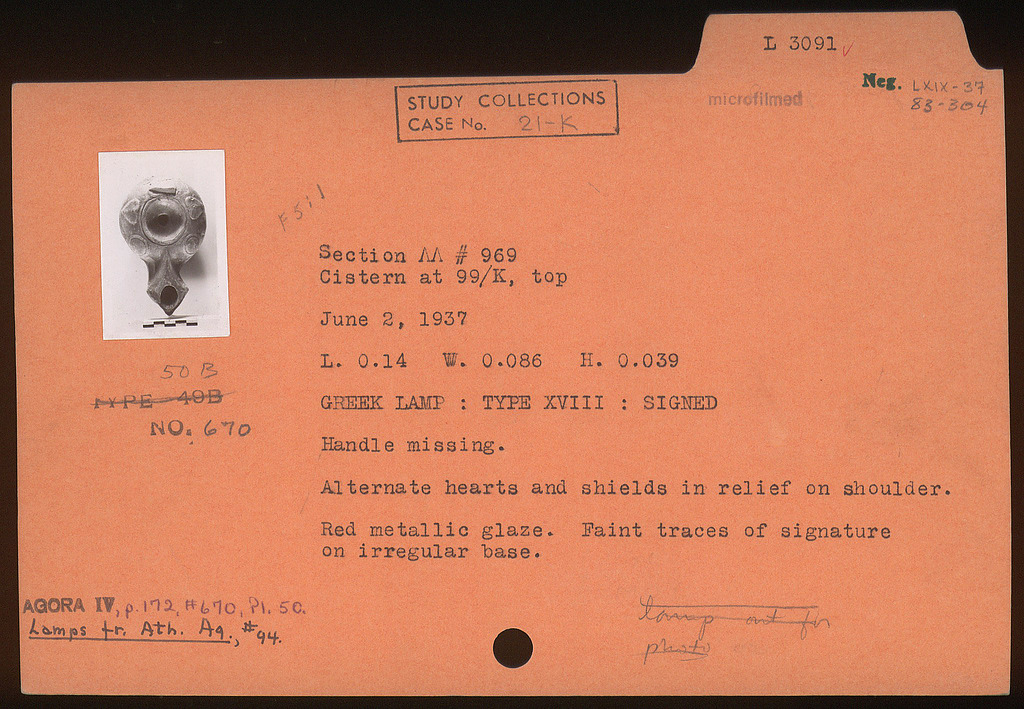 L 3091 ✓
microfilmed
Neg. LXIX-37
83-304
STUDY COLLECTIONS
CASE No. 21-K
F 5:1
Section ΛΛ # 969
Cistern at 99/K, top
June 2, 1937
L. 0.14 W. 0.086 H. 0.039
GREEK LAMP : TYPE XVIII : SIGNED
Handle missing.
Alternate hearts and shields in relief on shoulder.
Red metallic glaze. Faint traces of signature
on irregular base.
50 B
TYPE 49B
NO. 670
AGORA IV, p. 172, #670, Pl. 50.
Lamps fr. Ath. Ag., #94.
lamp out for
photo